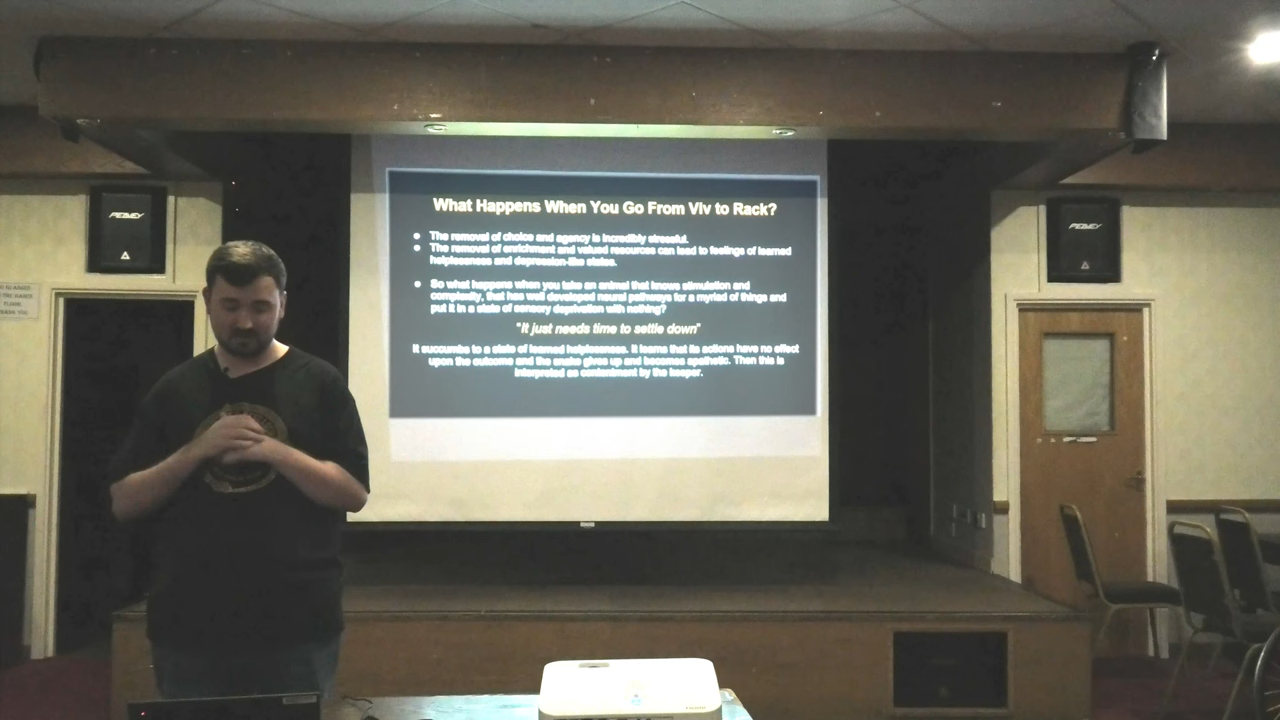 What Happens When You Go From Viv to Rack?
The removal of choice and agency is incredibly stressful.
The removal of enrichment and valued resources can lead to feelings of learned
helplessness and depression-like states.
So what happens when you take an animal that knows stimulation and
complexity, that has well developed neural pathways for a myriad of things and
put it in a state of sensory deprivation with nothing?
"It just needs time to settle down"
It succumbs to a state of learned helplessness. It learns that its actions have no effect
upon the outcome and the snake gives up and becomes apathetic. Then this is
interpreted as contentment by the keeper.
PEAVEY
PEAVEY